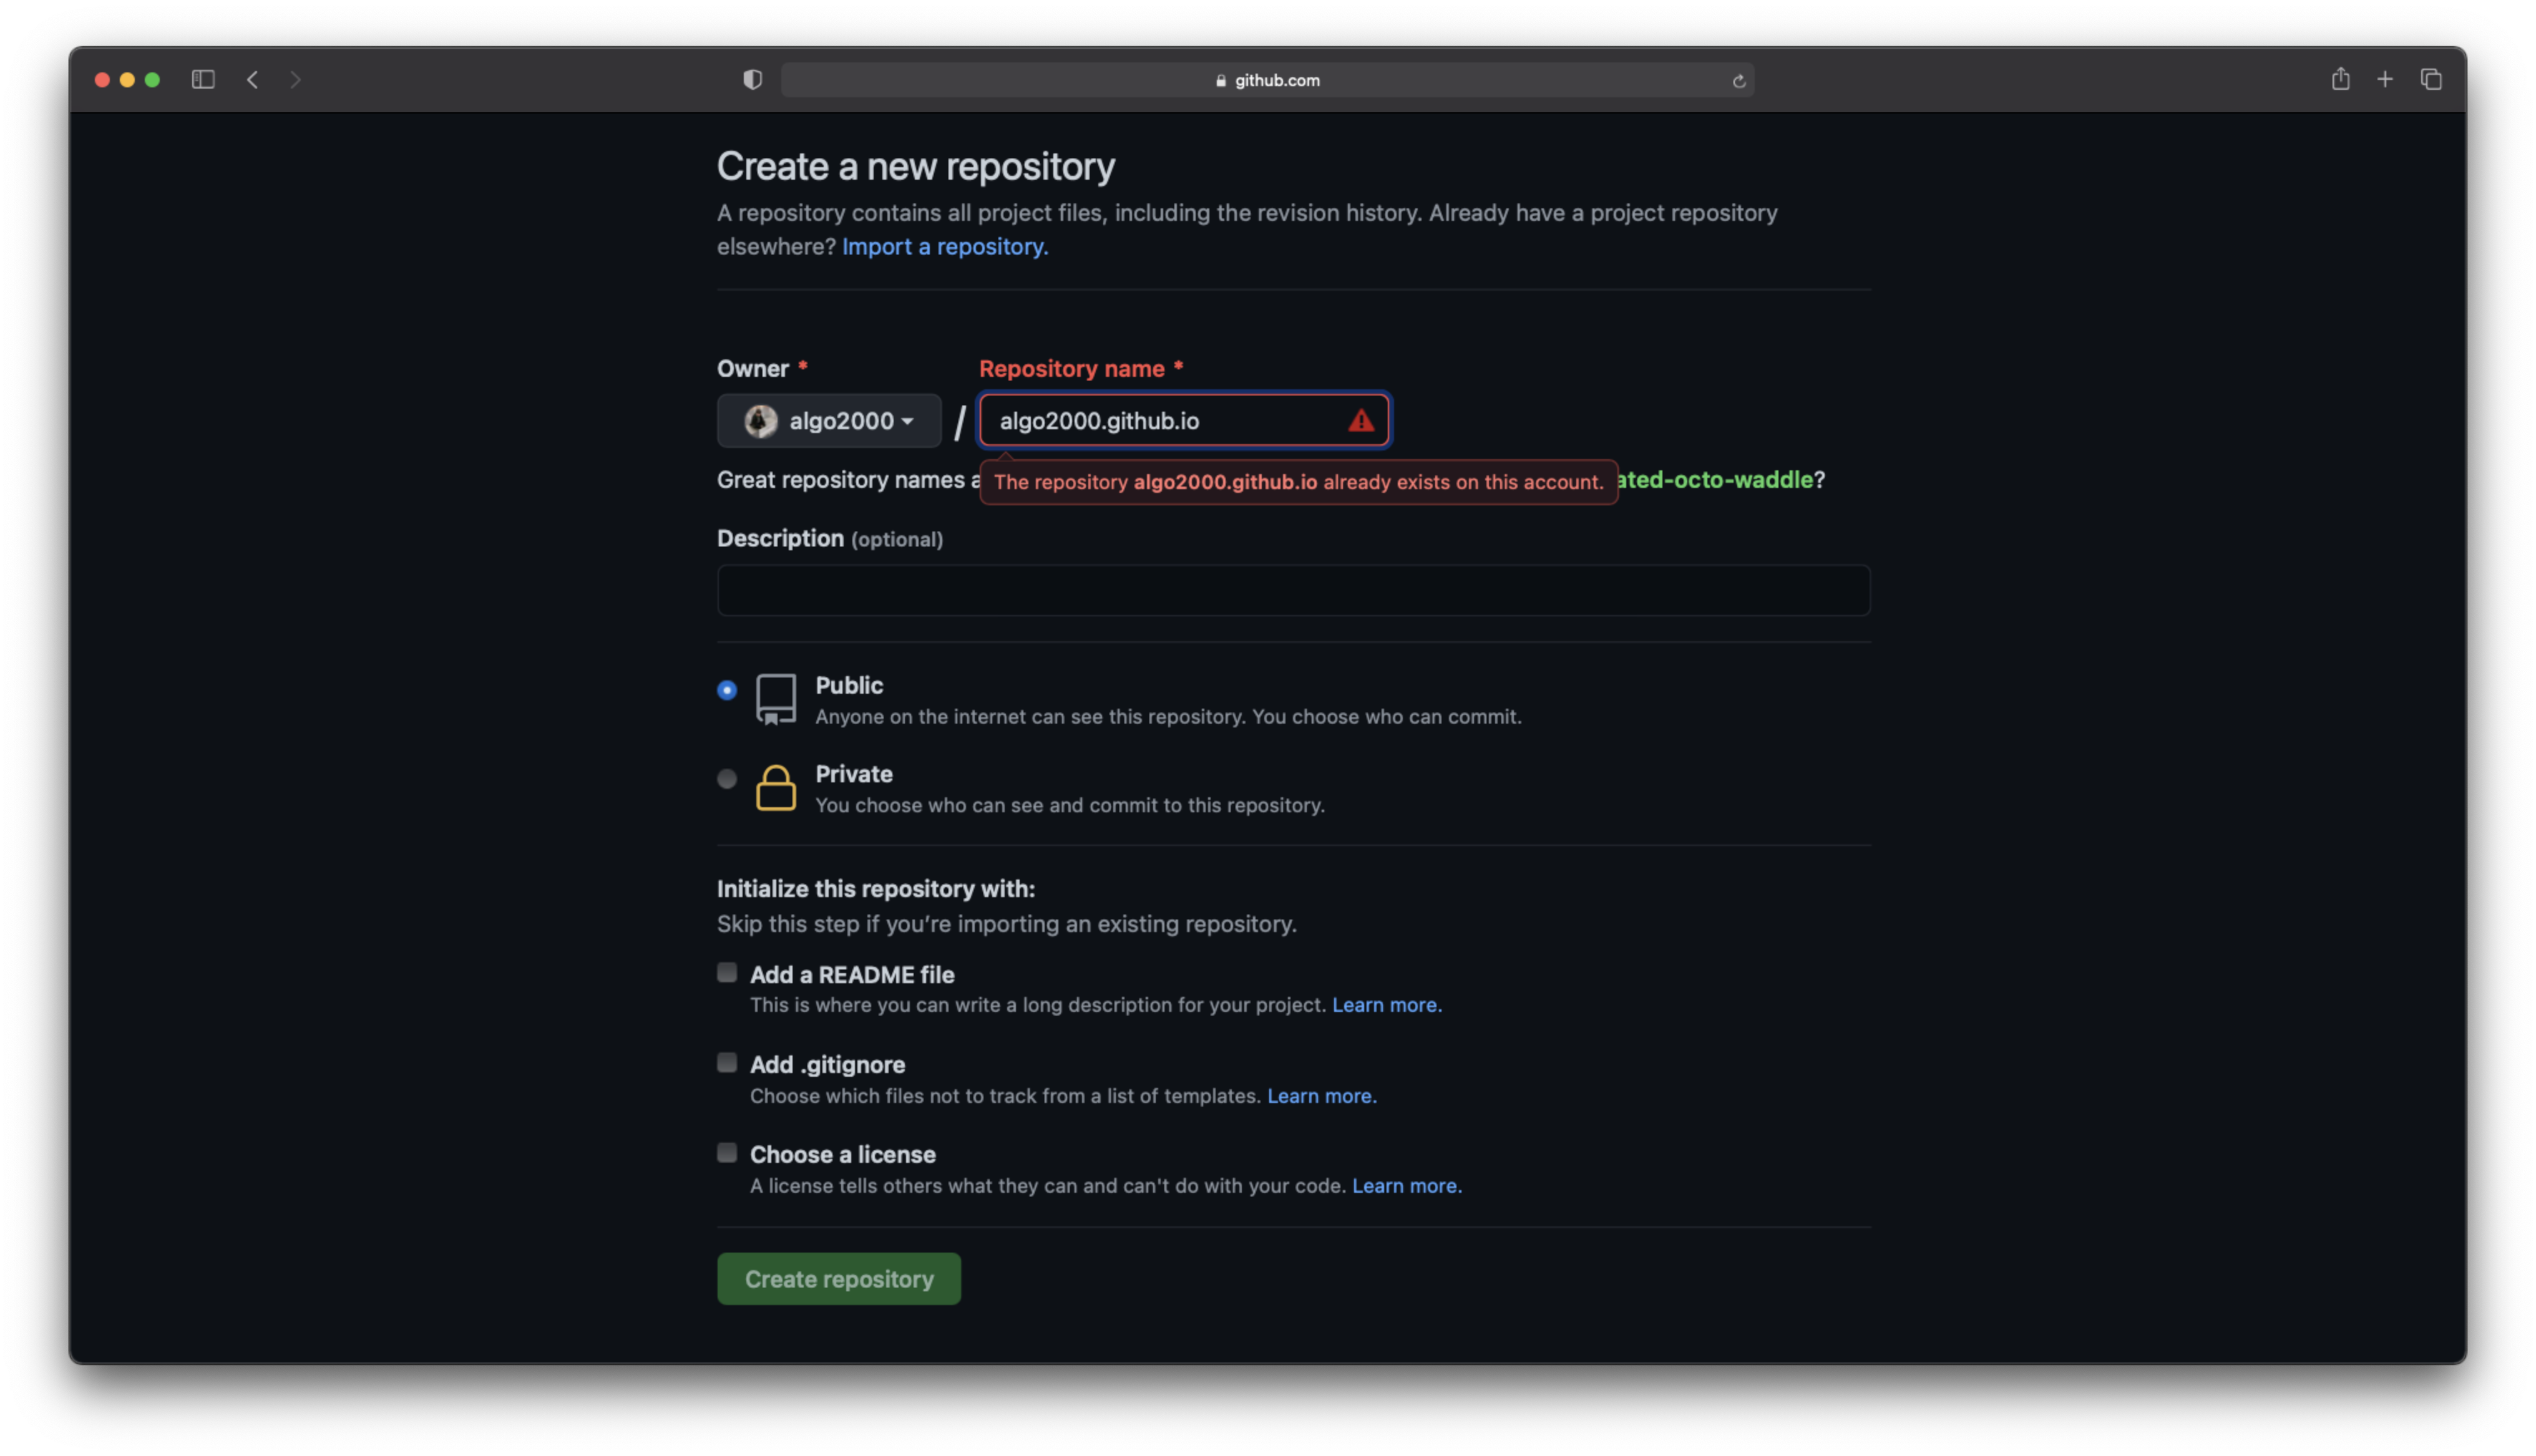 github.com
Create a new repository
A repository contains all project files, including the revision history. Already have a project repository
elsewhere? Import a repository.
Owner * Repository name *
algo2000 / algo2000.github.io
Great repository names a
The repository algo2000.github.io already exists on this account.
ated-octo-waddle?
Description (optional)
Public
Anyone on the internet can see this repository. You choose who can commit.
Private
You choose who can see and commit to this repository.
Initialize this repository with:
Skip this step if you’re importing an existing repository.
Add a README file
This is where you can write a long description for your project. Learn more.
Add .gitignore
Choose which files not to track from a list of templates. Learn more.
Choose a license
A license tells others what they can and can't do with your code. Learn more.
Create repository